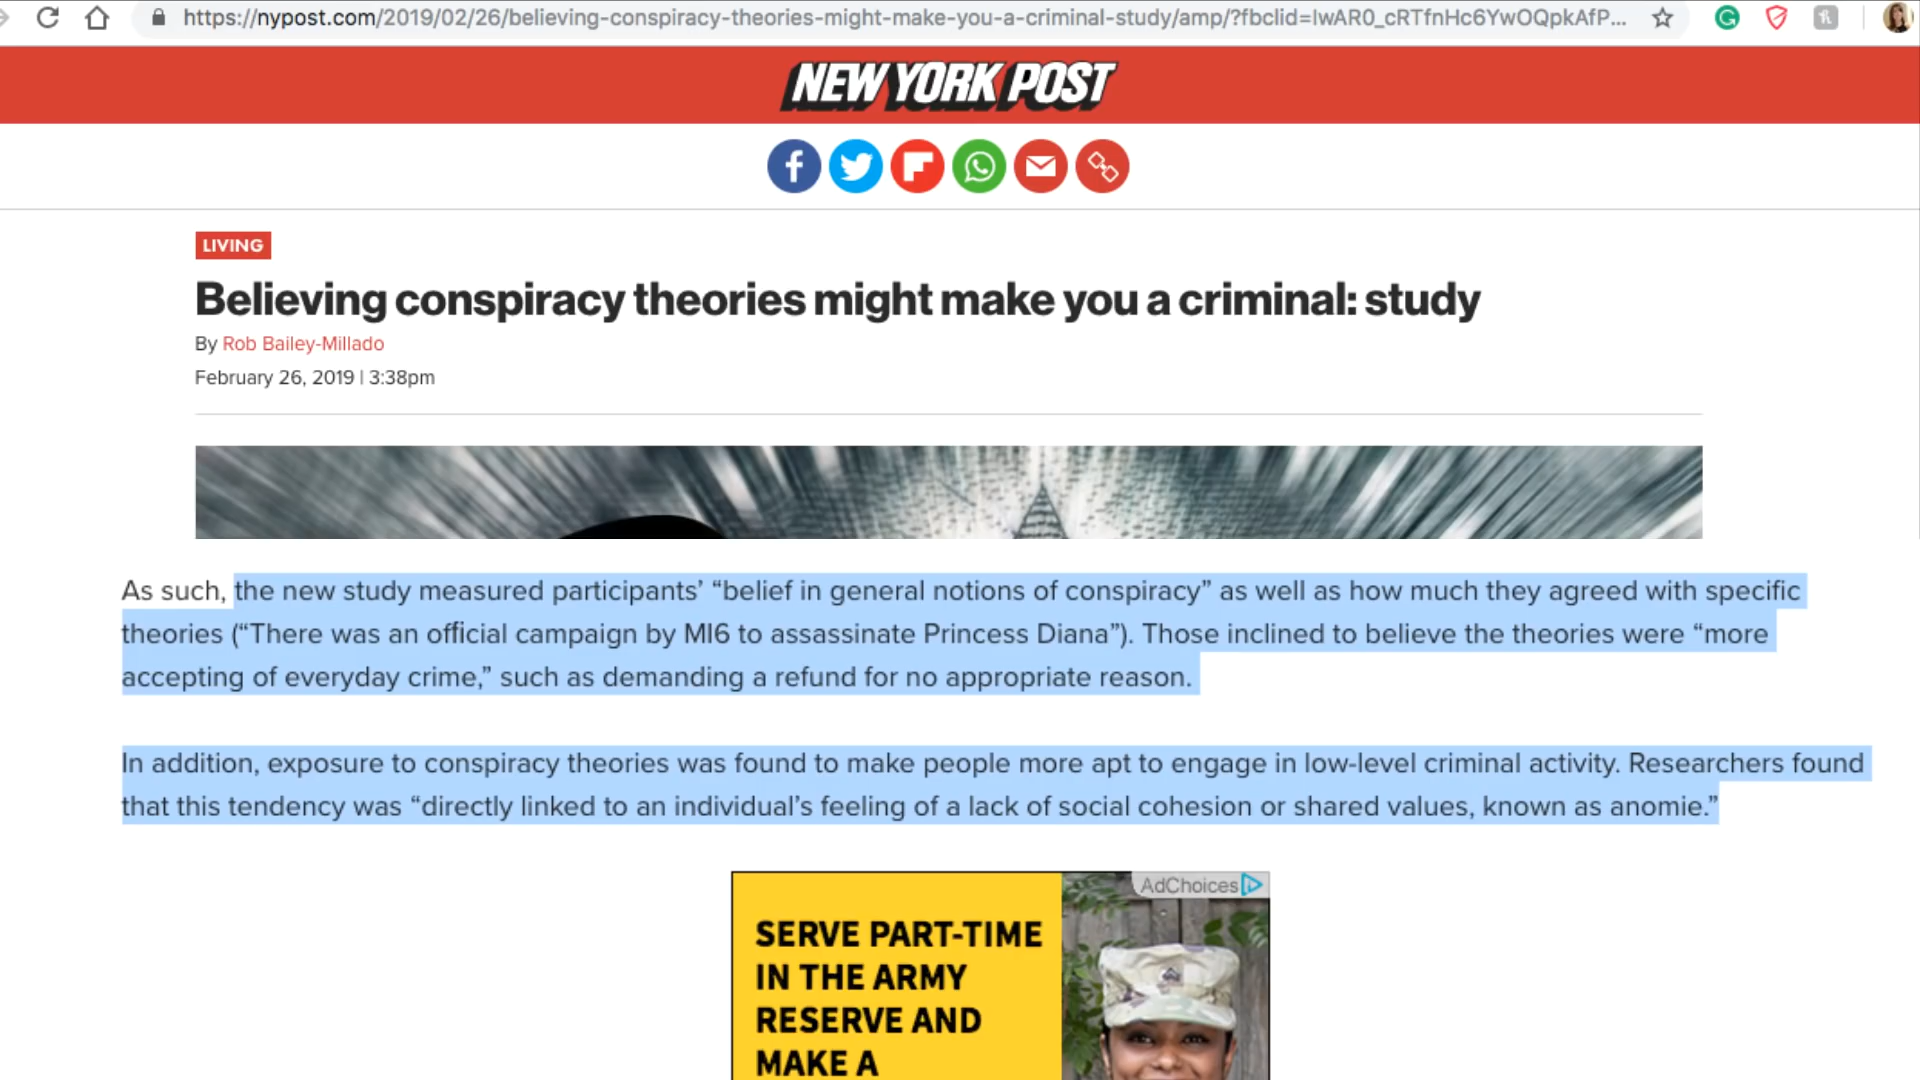 https://nypost.com/2019/02/26/believing-conspiracy-theories-might-make-you-a-criminal-study/amp/?fbclid=IwAR0_cRTfnHc6YwOQpkAfP...
NEW YORK POST
LIVING
Believing conspiracy theories might make you a criminal: study
By Rob Bailey-Millado
February 26, 2019 | 3:38pm
As such, the new study measured participants’ “belief in general notions of conspiracy” as well as how much they agreed with specific
theories (“There was an official campaign by MI6 to assassinate Princess Diana”). Those inclined to believe the theories were “more
accepting of everyday crime,” such as demanding a refund for no appropriate reason.
In addition, exposure to conspiracy theories was found to make people more apt to engage in low-level criminal activity. Researchers found
that this tendency was “directly linked to an individual’s feeling of a lack of social cohesion or shared values, known as anomie.”
AdChoices
SERVE PART-TIME
IN THE ARMY
RESERVE AND
MAKE A